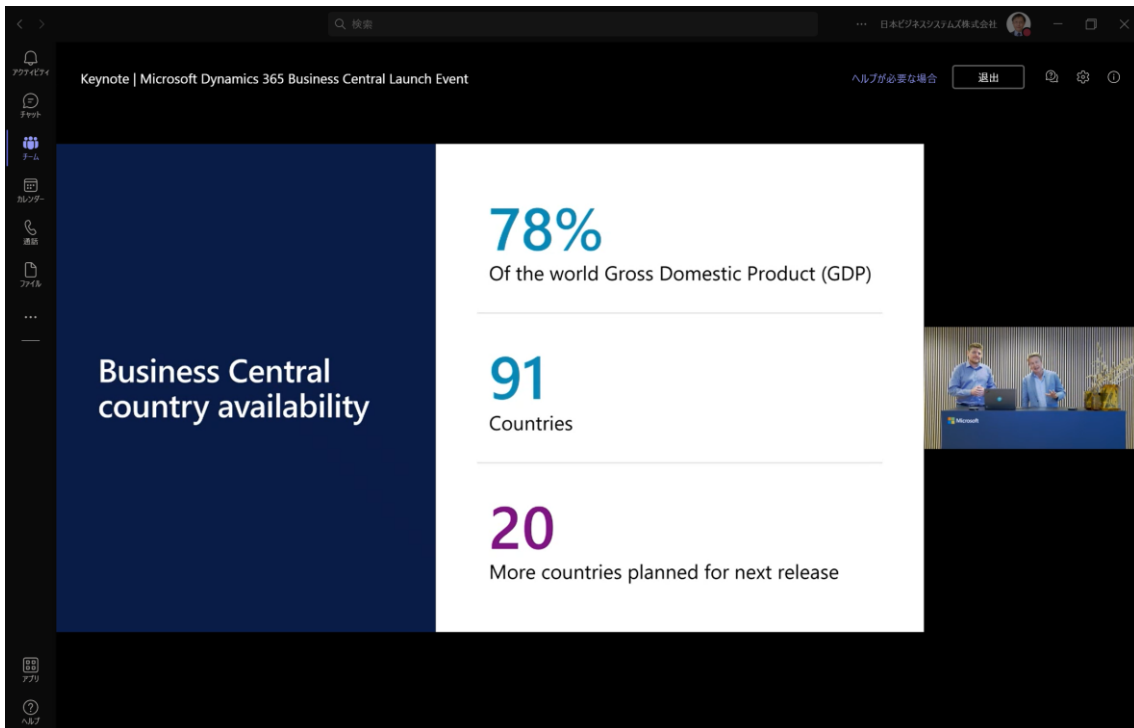 検索
日本ビジネスシステムズ株式会社
アクティビティ
チャット
チーム
カレンダー
通話
ファイル
Keynote | Microsoft Dynamics 365 Business Central Launch Event
ヘルプが必要な場合
退出
Business Central
country availability
78%
Of the world Gross Domestic Product (GDP)
91
Countries
20
More countries planned for next release
Microsoft
アプリ
ヘルプ